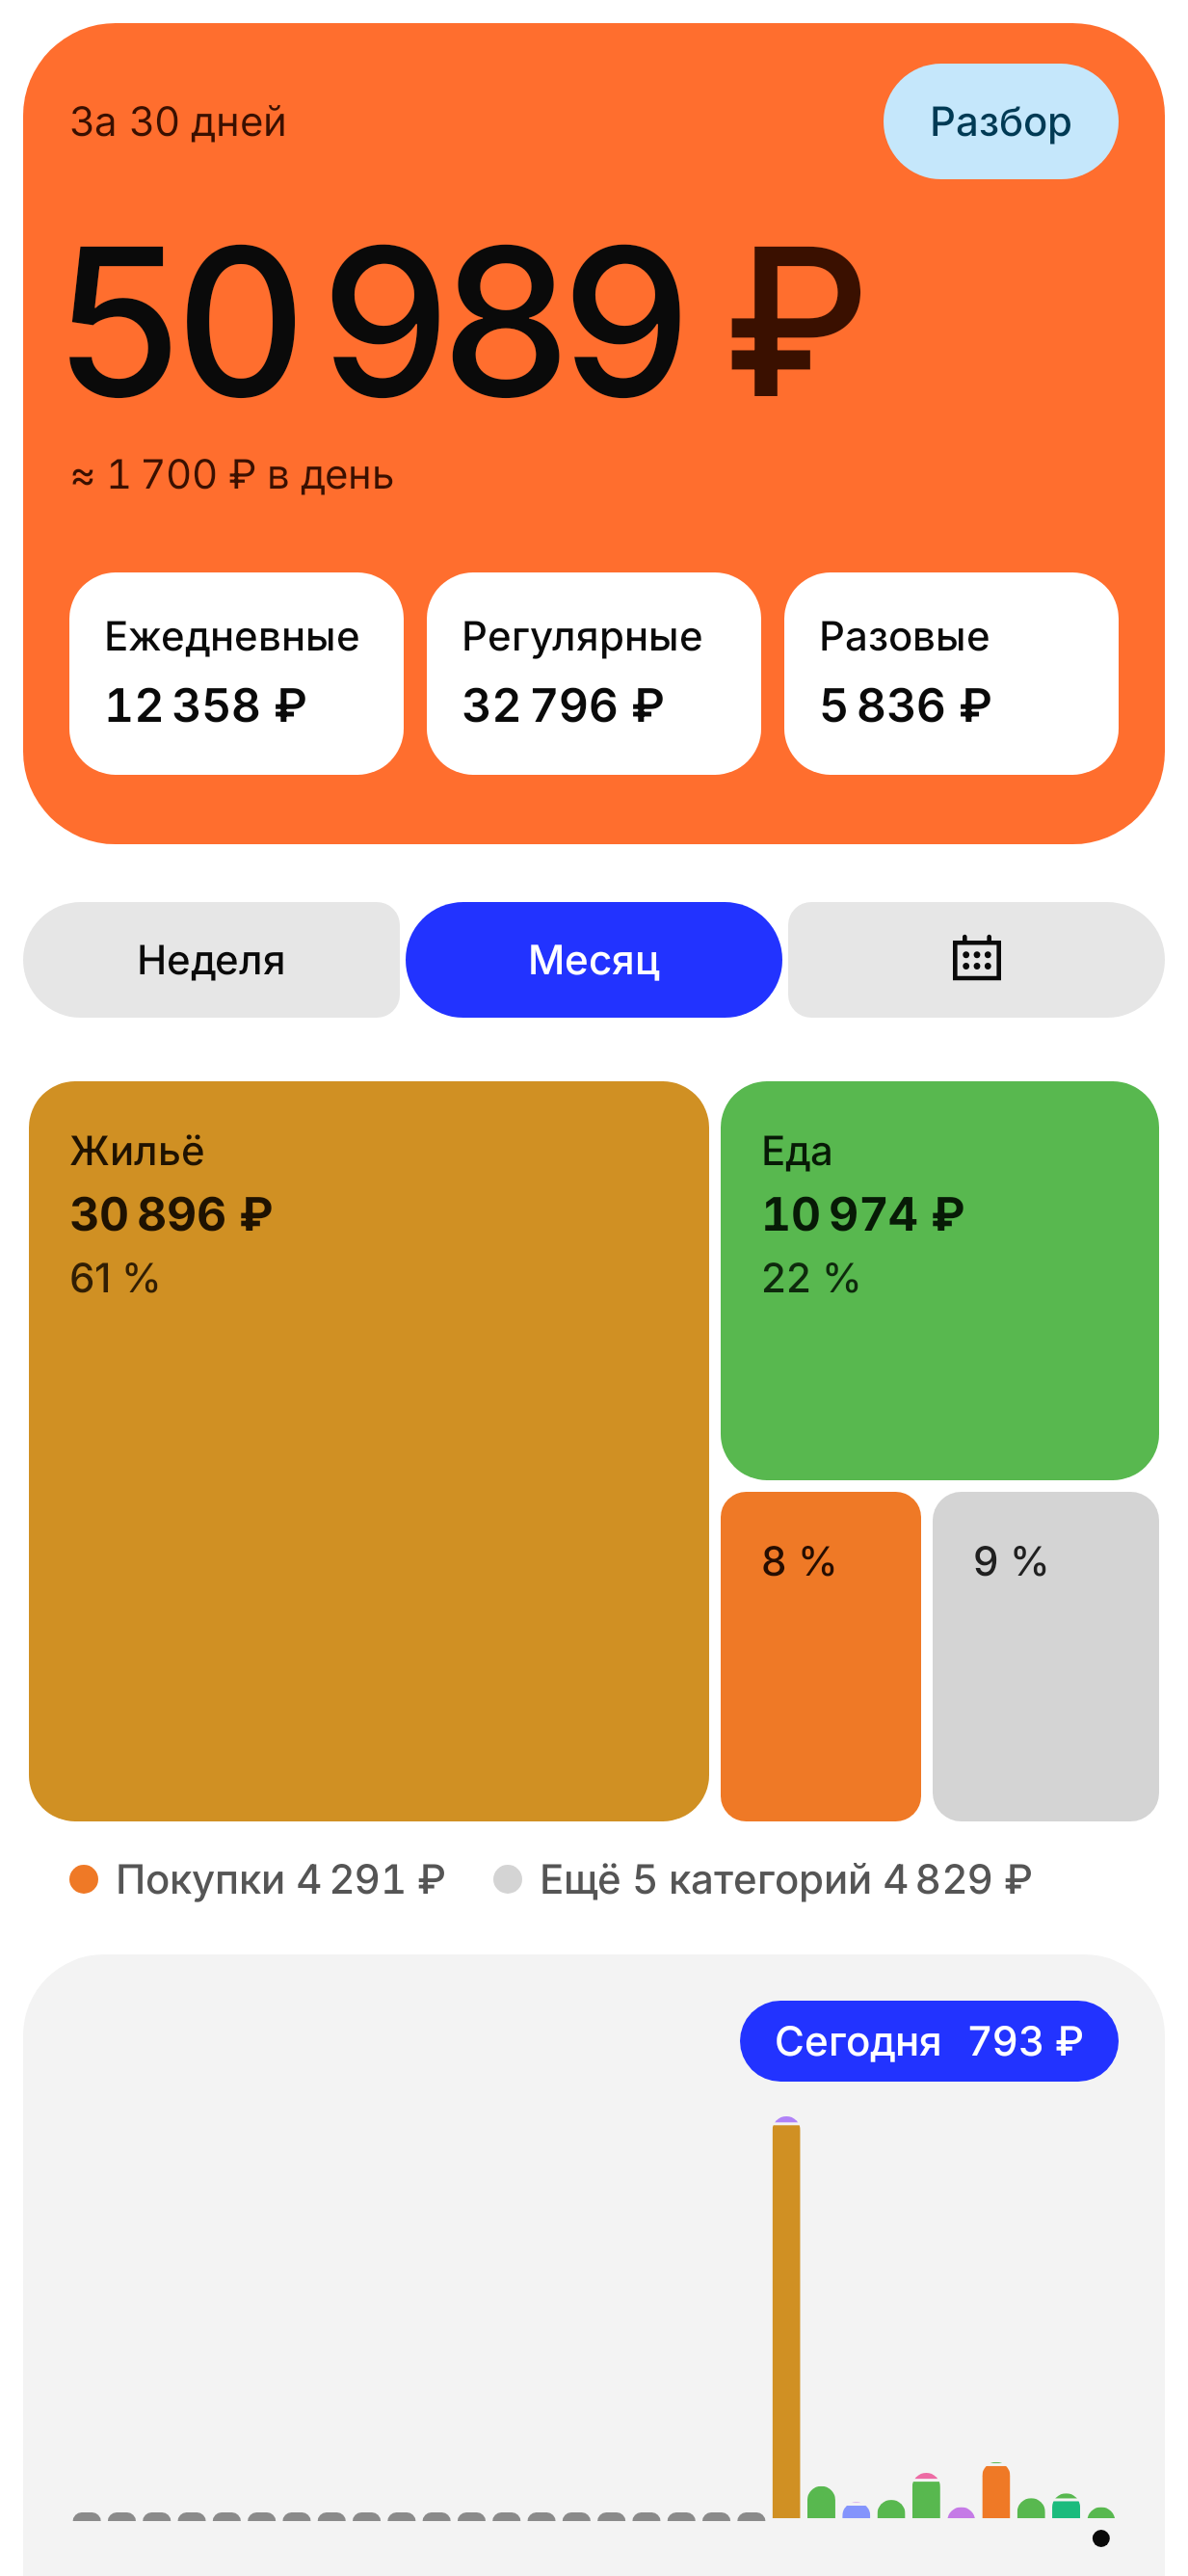 За 30 дней
Разбор
50 989 ₽
≈ 1 700 ₽ в день
Ежедневные
12 358 ₽
Регулярные
32 796 ₽
Разовые
5 836 ₽
Неделя
Месяц
Жильё
30 896 ₽
61 %
Еда
10 974 ₽
22 %
8 %
9 %
Покупки 4 291 ₽
Ещё 5 категорий 4 829 ₽
Сегодня 793 ₽